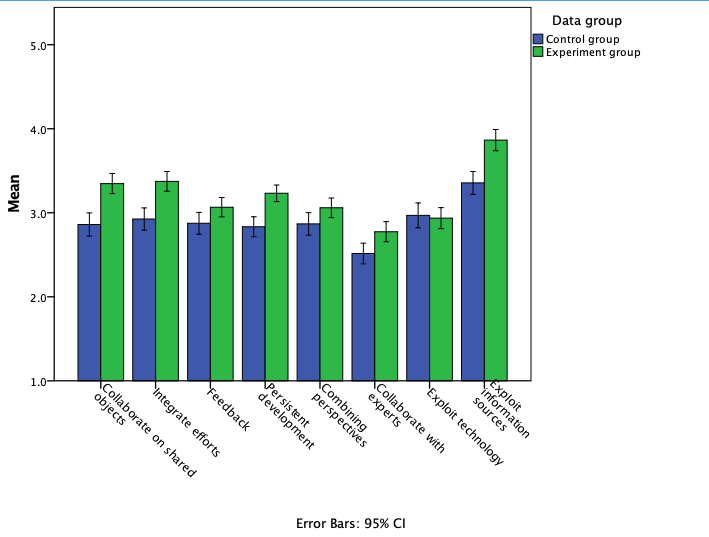 Data group
Control group
Experiment group
Mean
5.0
4.0
3.0
2.0
1.0
Collaborate on shared
objects
Integrate efforts
Feedback
Persistent
development
Combining
perspectives
Collaborate with
experts
Exploit technology
Exploit
information
sources
Error Bars: 95% CI